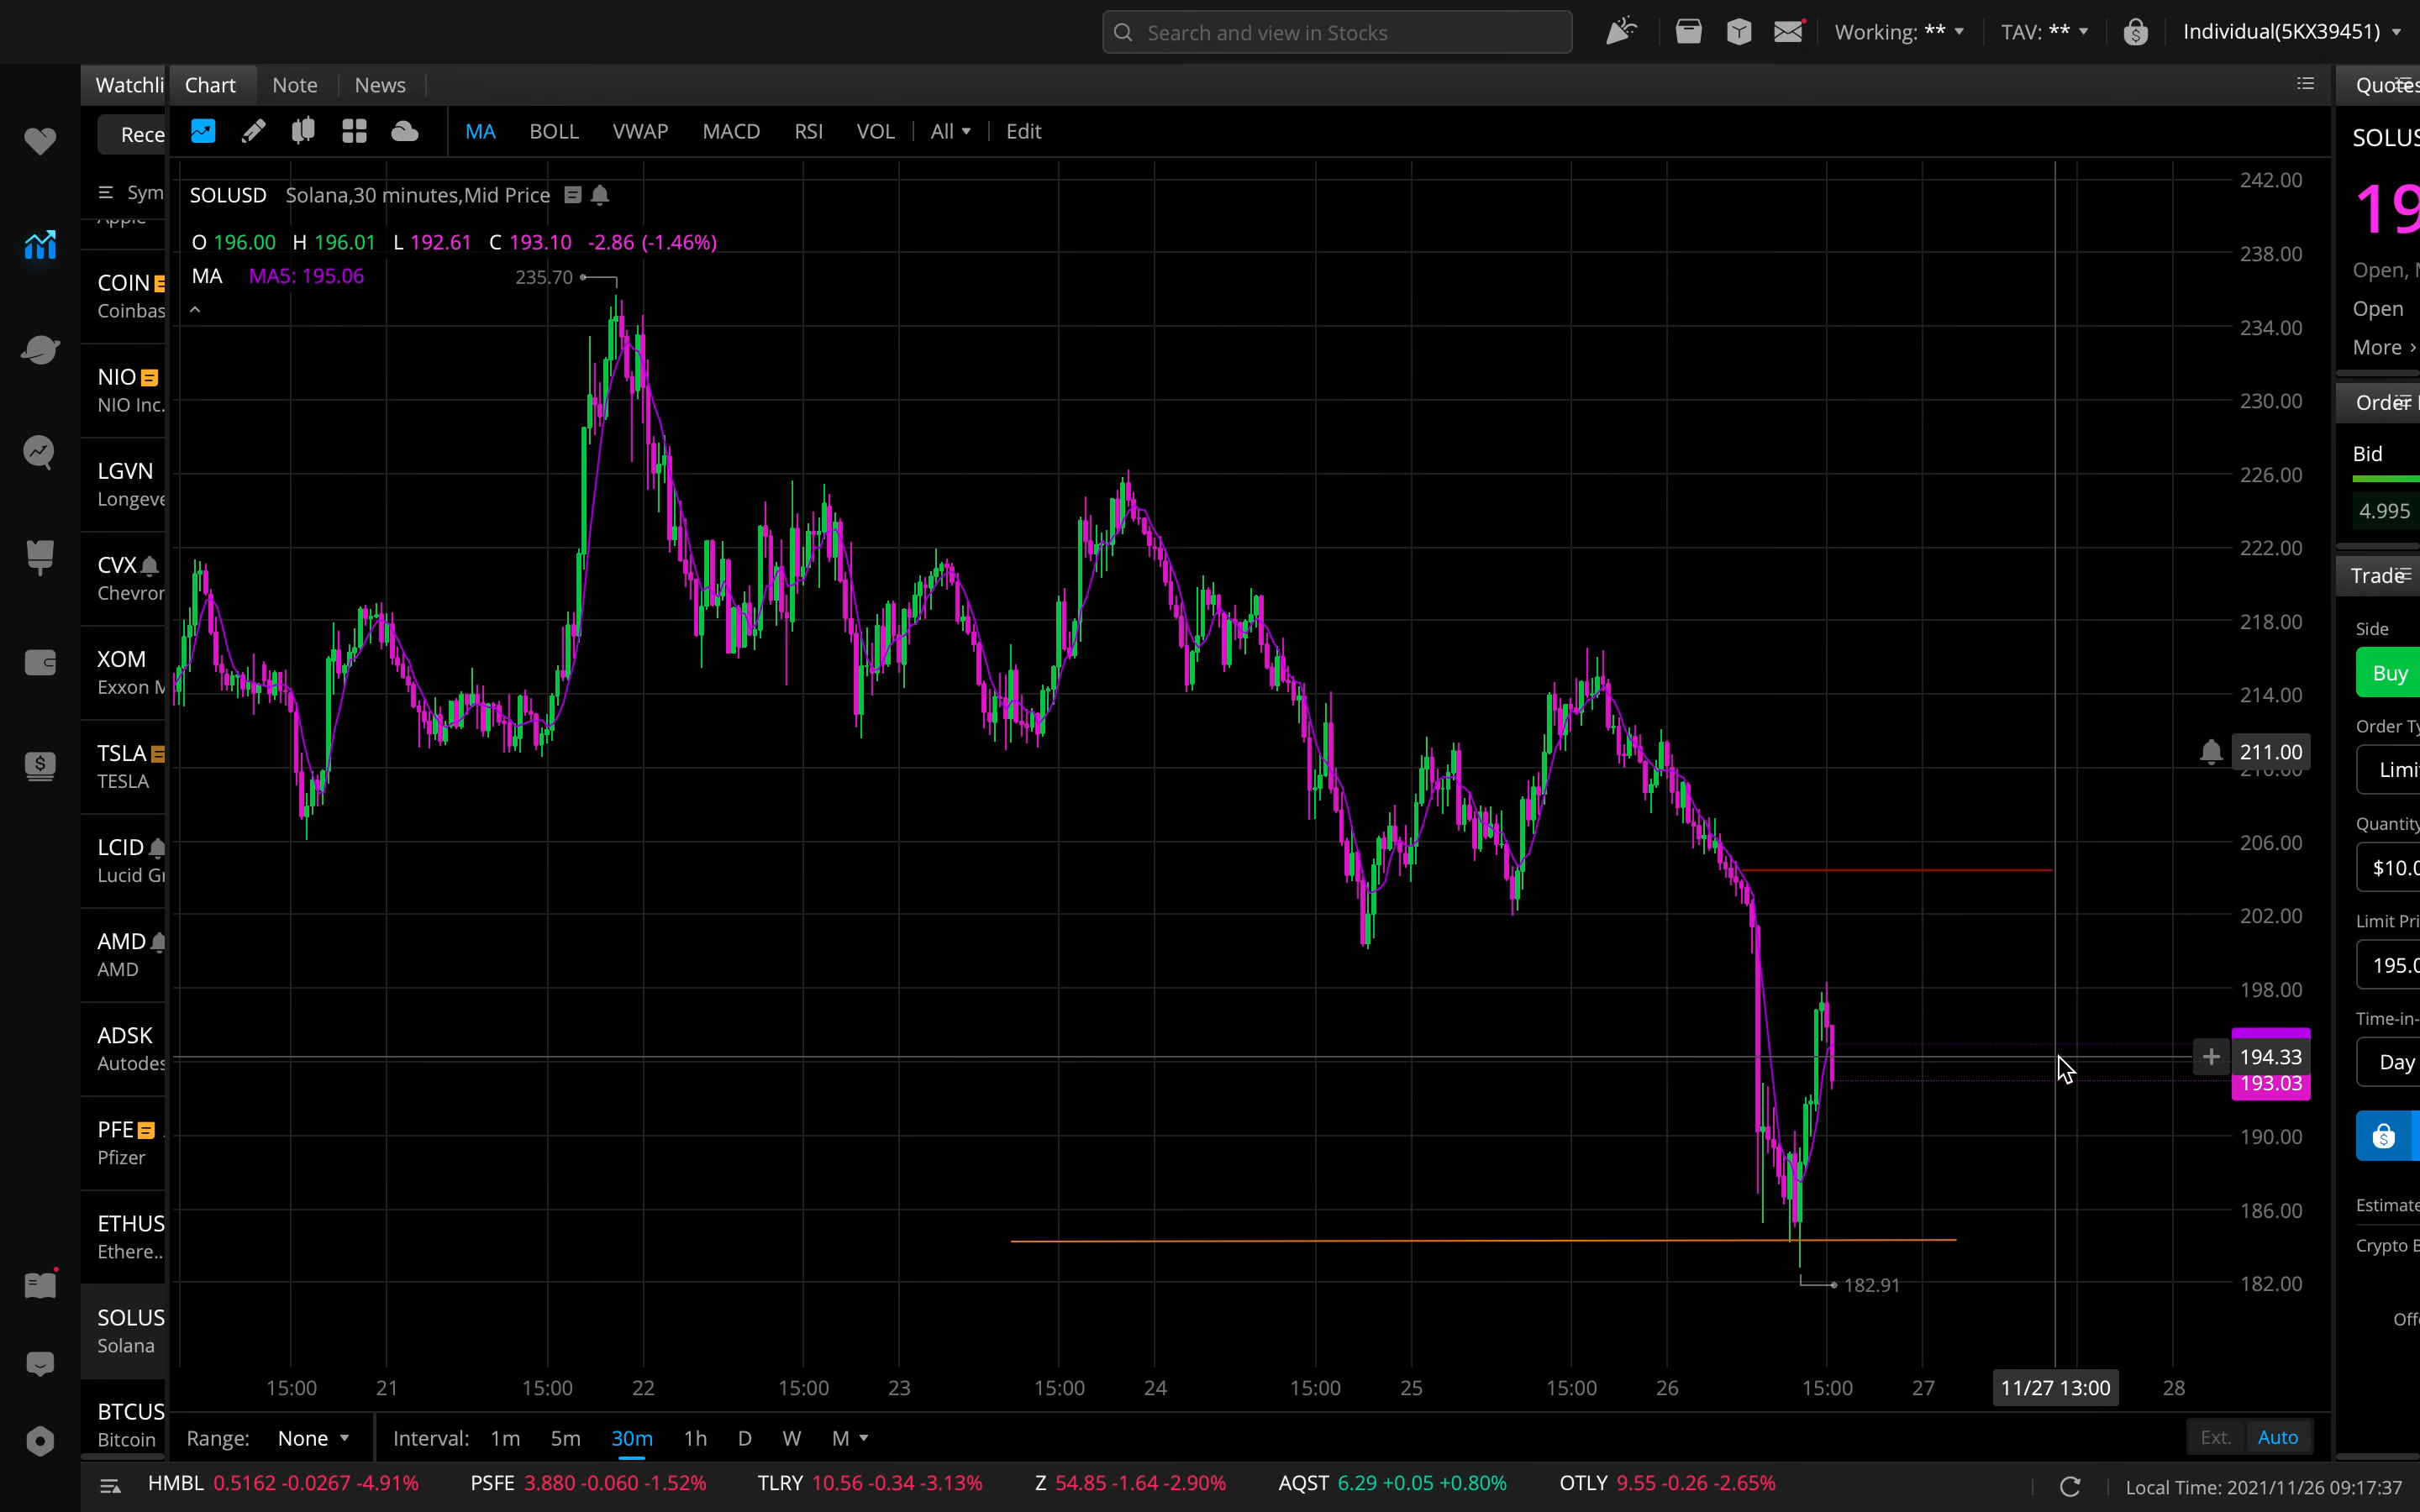 Search and view in Stocks
Working: ** TAV: ** Individual(5KX39451)
Watchli Chart Note News
Rece
MA BOLL VWAP MACD RSI VOL All Edit
Sym
Apple
COIN
Coinbas
NIO
NIO Inc.
LGVN
Longeve
CVX
Chevror
XOM
Exxon M
TSLA
TESLA
LCID
Lucid Gr
AMD
AMD
ADSK
Autodes
PFE
Pfizer
ETHUS
Ethere..
SOLUS
Solana
BTCUS
Bitcoin
SOLUSD Solana,30 minutes,Mid Price
O 196.00 H 196.01 L 192.61 C 193.10 -2.86 (-1.46%)
MA MA5: 195.06
235.70
182.91
242.00
238.00
234.00
230.00
226.00
222.00
218.00
214.00
211.00
210.00
206.00
202.00
198.00
194.33
193.03
190.00
186.00
182.00
15:00 21 15:00 22 15:00 23 15:00 24 15:00 25 15:00 26 15:00 27 11/27 13:00 28
Range: None Interval: 1m 5m 30m 1h D W M Ext. Auto
Quotes
SOLUS
19
Open, M
Open
More
Order
Bid
4.995
Trade
Side
Buy
Order Ty
Limi
Quantity
$10.0
Limit Pri
195.0
Time-in-
Day
Estimate
Crypto B
Offe
HMBL 0.5162 -0.0267 -4.91% PSFE 3.880 -0.060 -1.52% TLRY 10.56 -0.34 -3.13% Z 54.85 -1.64 -2.90% AQST 6.29 +0.05 +0.80% OTLY 9.55 -0.26 -2.65%
Local Time: 2021/11/26 09:17:37